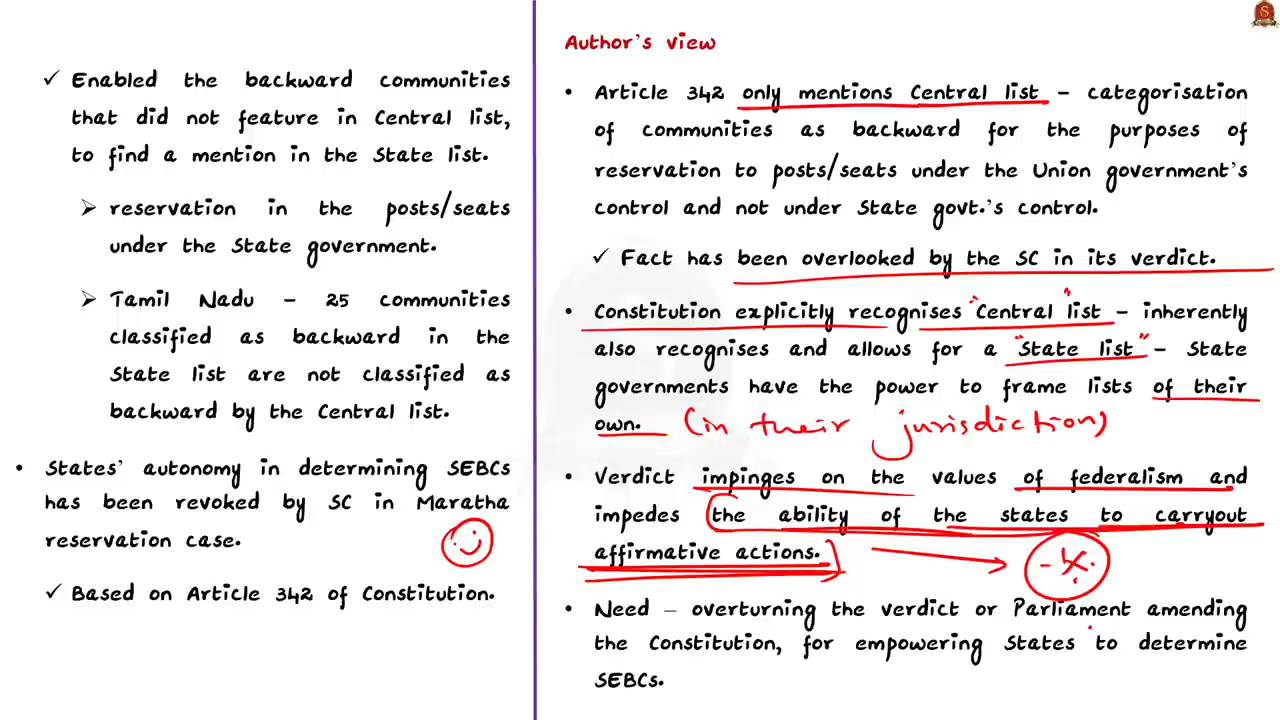 ✓ Enabled the backward communities
that did not feature in Central list,
to find a mention in the State list.
➢ reservation in the posts/seats
under the State government.
➢ Tamil Nadu - 25 communities
classified as backward in the
State list are not classified as
backward by the Central list.
• States' autonomy in determining SEBCs
has been revoked by SC in Maratha
reservation case.
✓ Based on Article 342 of Constitution.
Author's view
• Article 342 only mentions Central list - categorisation
of communities as backward for the purposes of
reservation to posts/seats under the Union government's
control and not under State govt.'s control.
✓ Fact has been overlooked by the SC in its verdict.
• Constitution explicitly recognises "Central list - inherently
also recognises and allows for a "State list" - State
governments have the power to frame lists of their
own. (in their jurisdiction)
• Verdict impinges on the values of federalism and
impedes (the ability of the states to carryout
affirmative actions.)
• Need – overturning the verdict or Parliament amending
the Constitution, for empowering States to determine
SEBCs.